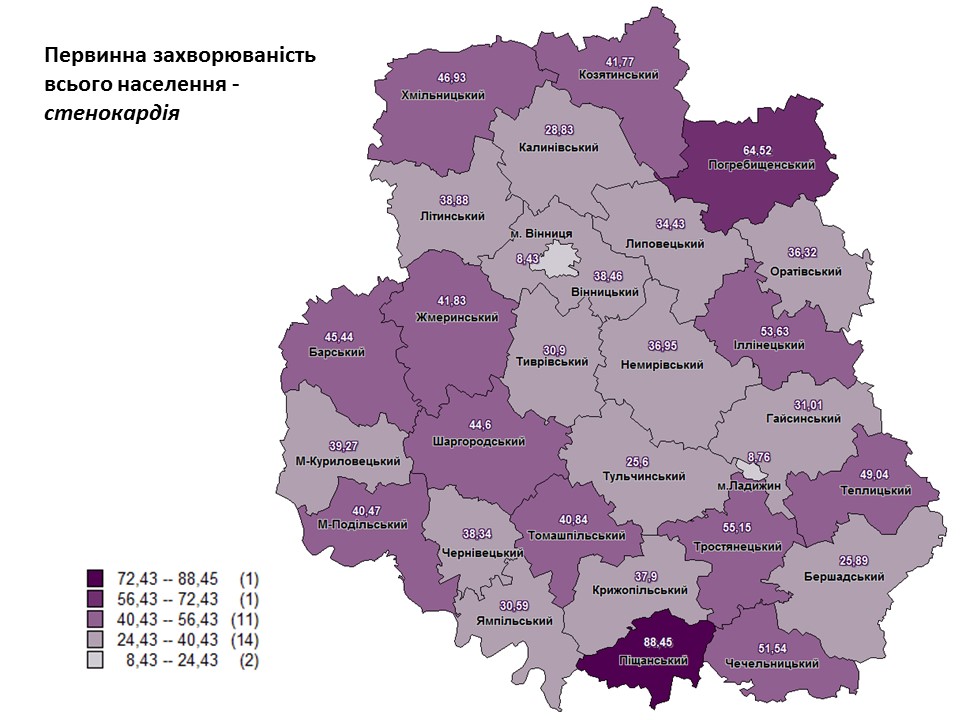 Первинна захворюваність
всього населення -
стенокардія
41,77
Козятинський
46,93
Хмільницький
28,83
Калинівський
64,52
Погребищенський
38,88
Літинський
34,43
Липовецький
м. Вінниця
8,43
36,32
Оратівський
38,46
Вінницький
41,83
Жмеринський
53,63
Іллінецький
45,44
Барський
30,9
Тиврівський
36,95
Немирівський
31,01
Гайсинський
44,6
Шаргородський
39,27
М-Куриловецький
25,6
Тульчинський
8,76
м.Ладижин
49,04
Теплицький
40,47
М-Подільський
40,84
Томашпільський
55,15
Тростянецький
38,34
Чернівецький
25,89
Бершадський
37,9
Крижопільський
30,59
Ямпільський
88,45
Піщанський
51,54
Чечельницький
72,43 -- 88,45 (1)
56,43 -- 72,43 (1)
40,43 -- 56,43 (11)
24,43 -- 40,43 (14)
8,43 -- 24,43 (2)